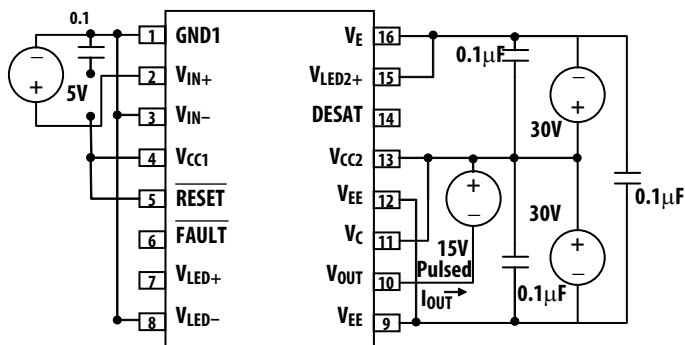 0.1
5V
1 GND1
2 VIN+
3 VIN–
4 VCC1
5 RESET
6 FAULT
7 VLED+
8 VLED–
VE 16
VLED2+ 15
DESAT 14
VCC2 13
VEE 12
VC 11
VOUT 10
VEE 9
0.1μF
30V
0.1μF
30V
15V
Pulsed
IOUT
0.1μF